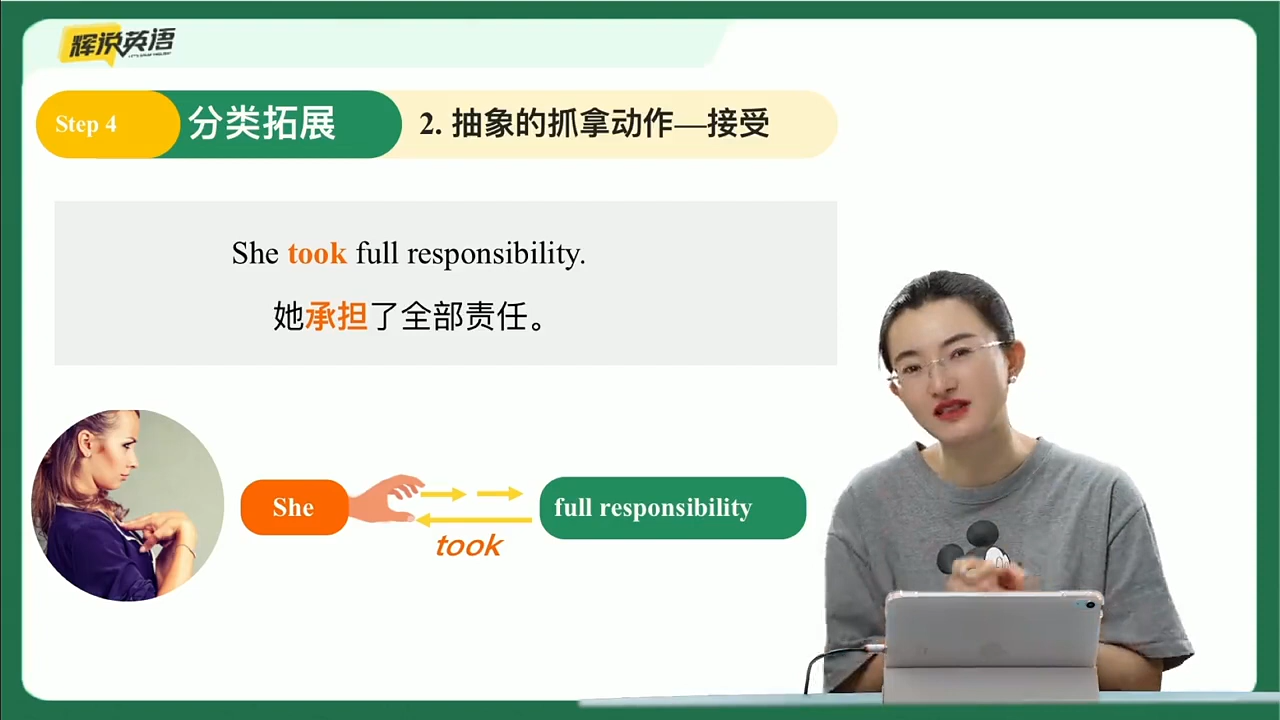 辉说英语
Step 4
分类拓展
2. 抽象的抓拿动作—接受
She took full responsibility.
她承担了全部责任。
She
full responsibility
took